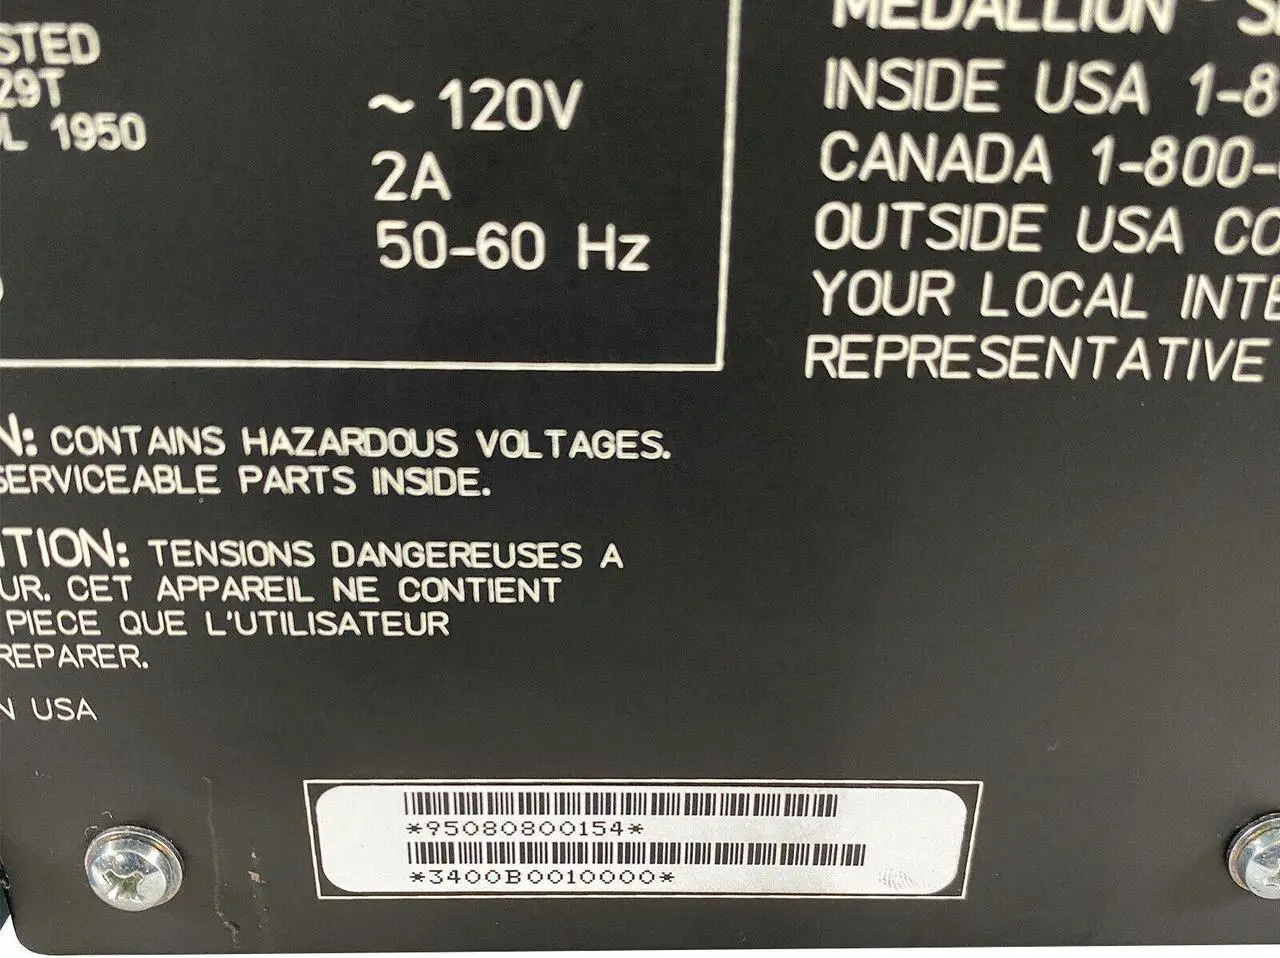 STED
29T
UL 1950
~ 120V
2A
50-60 Hz
MEDALLION
INSIDE USA 1-8
CANADA 1-800-
OUTSIDE USA CO
YOUR LOCAL INTE
REPRESENTATIVE
N: CONTAINS HAZARDOUS VOLTAGES.
SERVICEABLE PARTS INSIDE.
TION: TENSIONS DANGEREUSES A
UR. CET APPAREIL NE CONTIENT
PIECE QUE L'UTILISATEUR
REPARER.
N USA
*95080800154*
*3400B0010000*